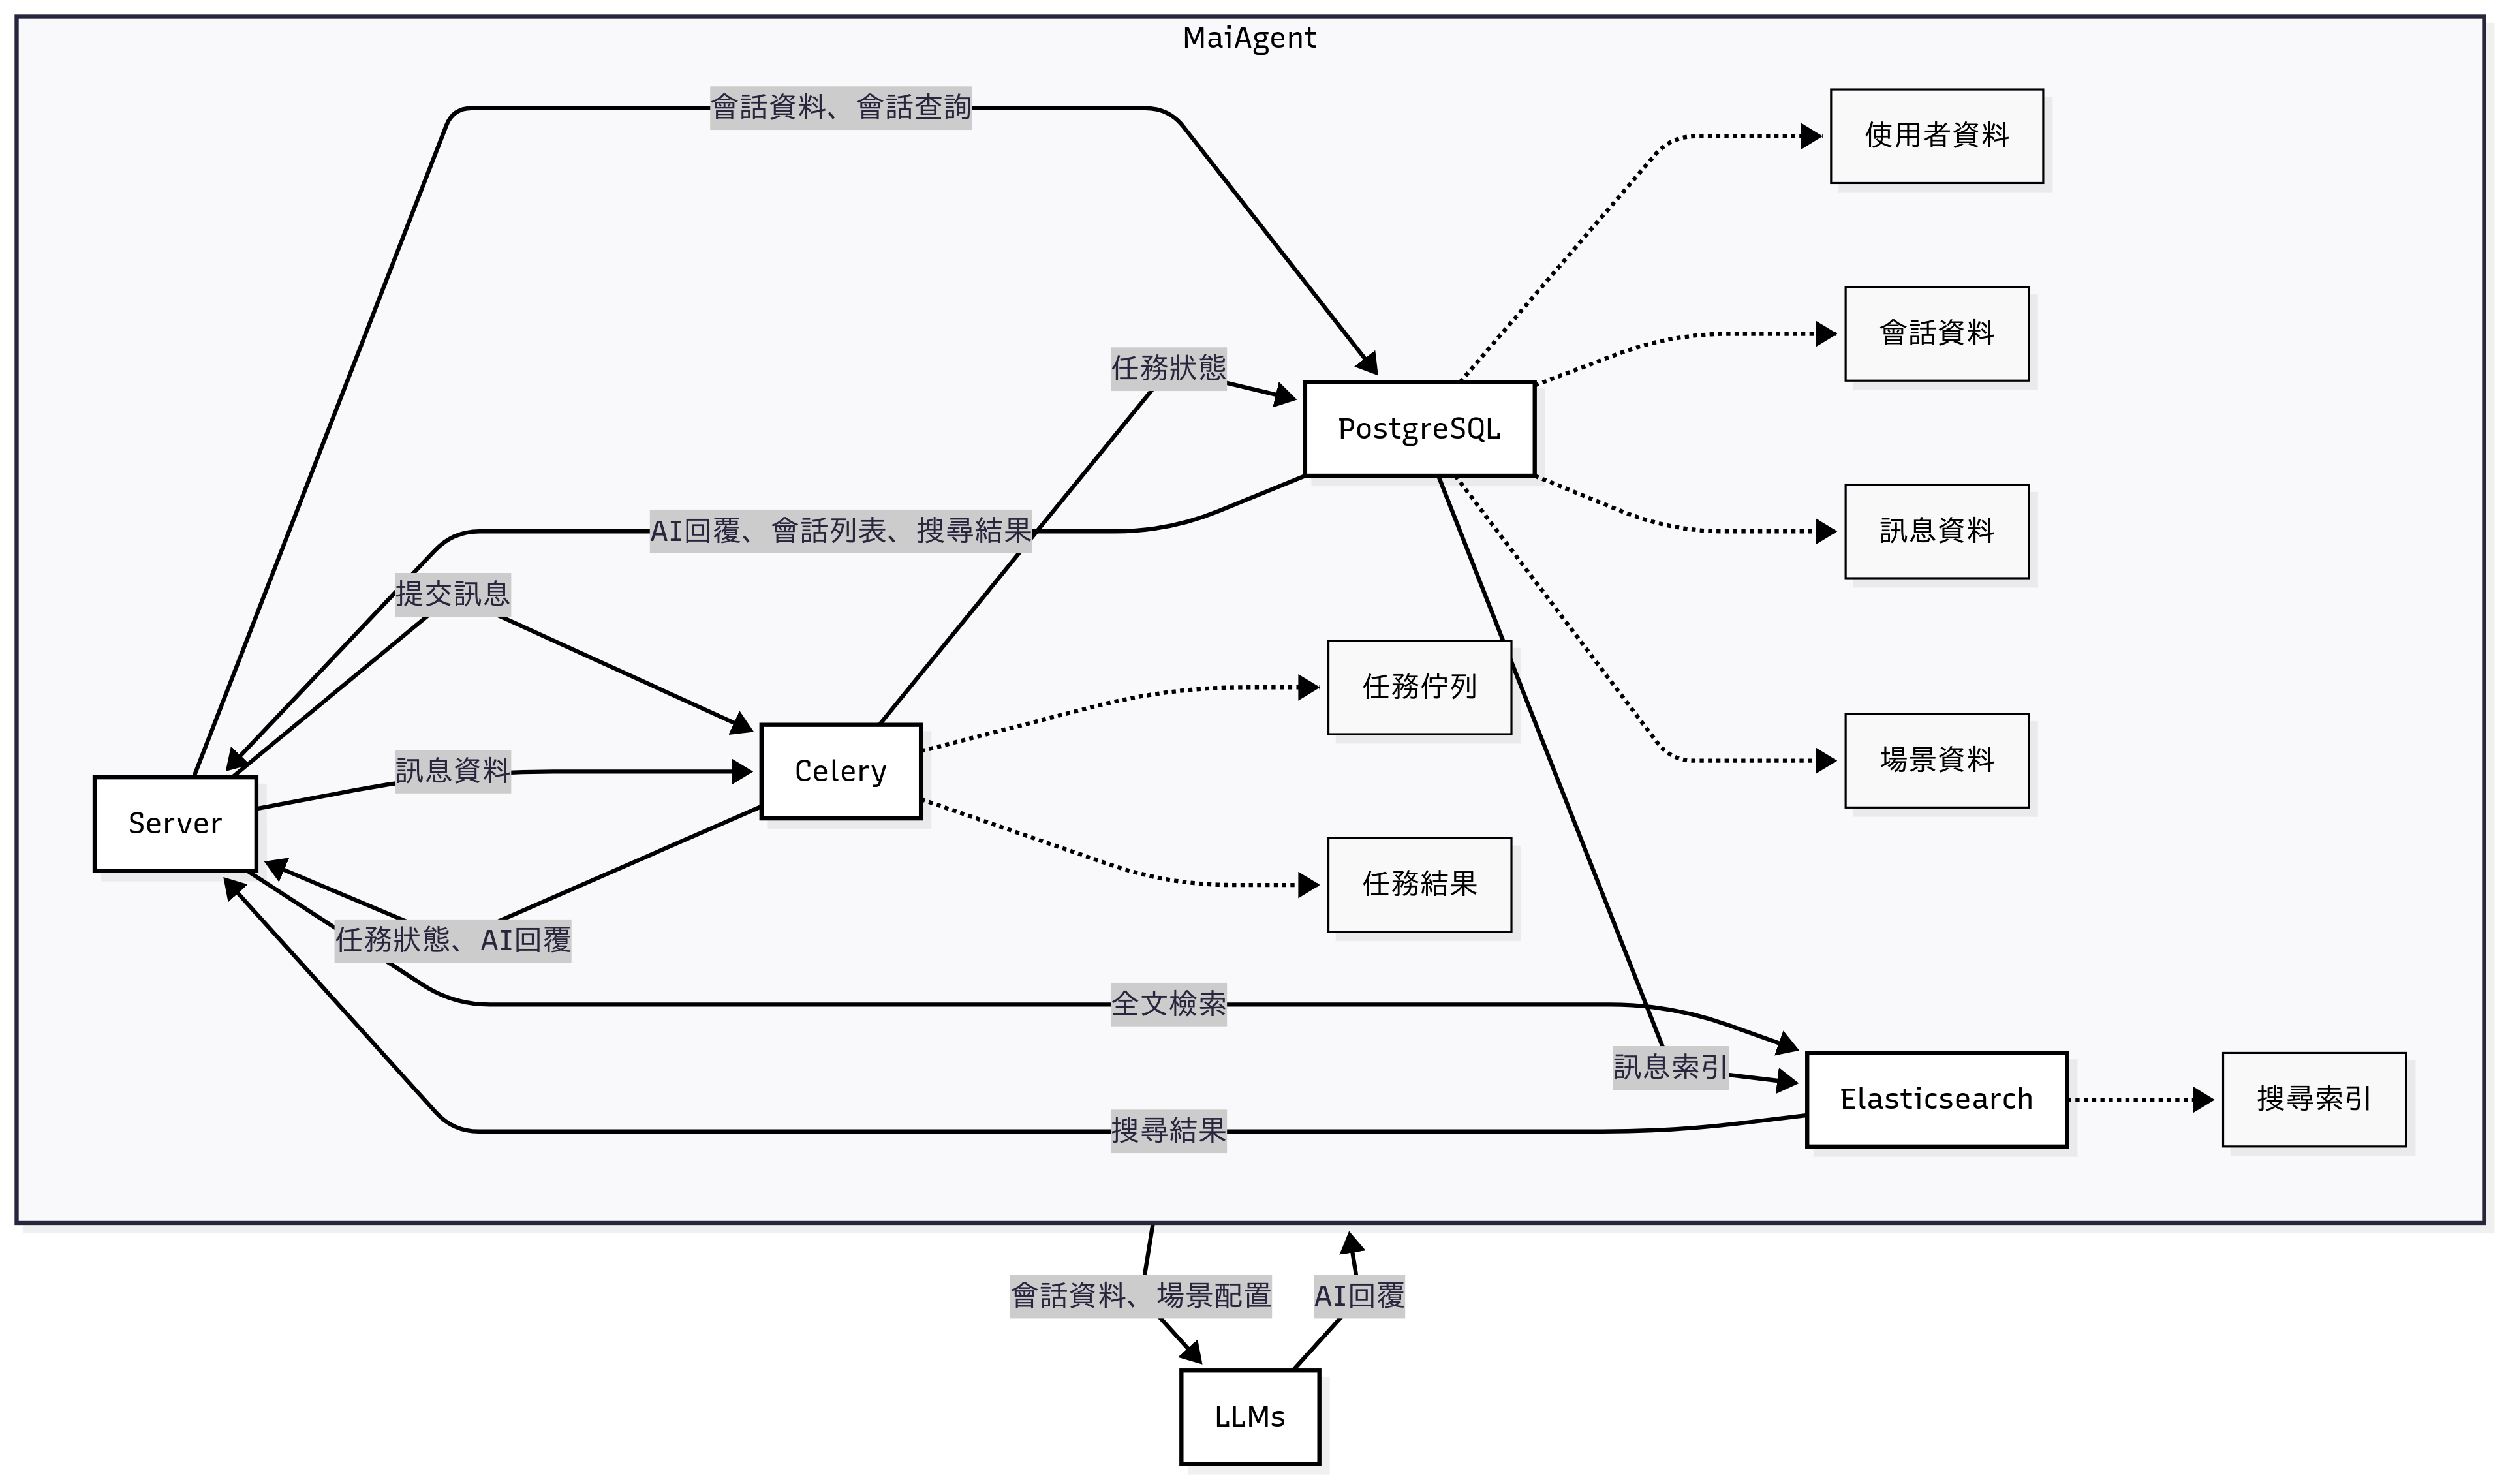 MaiAgent
會話資料、會話查詢
使用者資料
會話資料
任務狀態
PostgreSQL
AI回覆、會話列表、搜尋結果
訊息資料
提交訊息
任務佇列
場景資料
訊息資料
Celery
Server
任務結果
任務狀態、AI回覆
全文檢索
訊息索引
Elasticsearch
搜尋索引
搜尋結果
會話資料、場景配置
AI回覆
LLMs